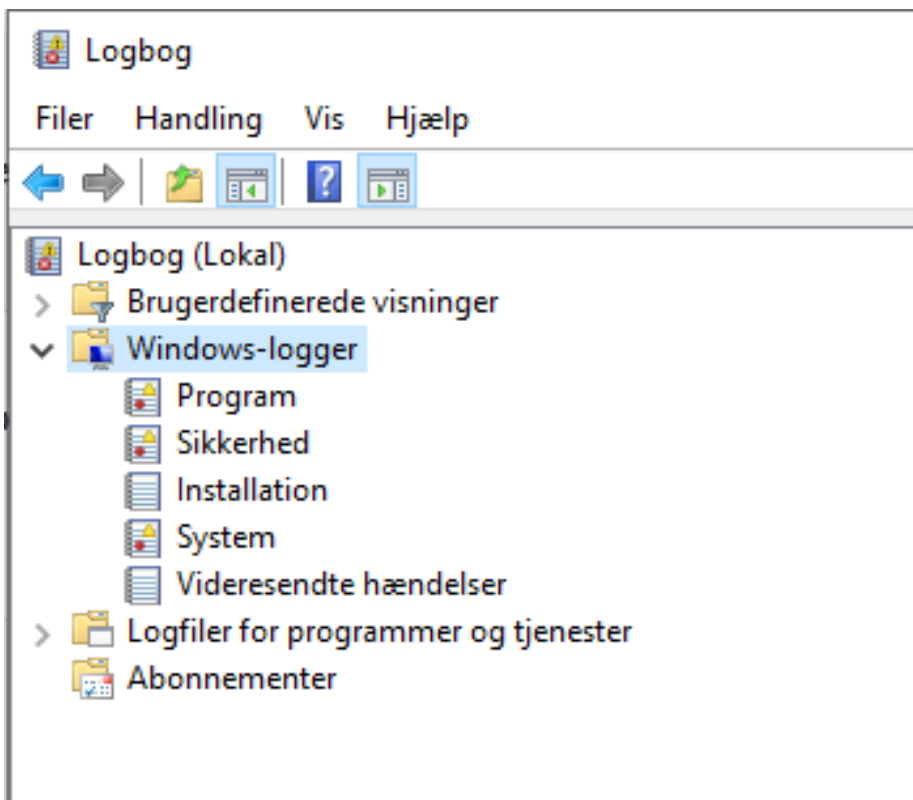 Logbog
Filer Handling Vis Hjælp
Logbog (Lokal)
Brugerdefinerede visninger
Windows-logger
Program
Sikkerhed
Installation
System
Videresendte hændelser
Logfiler for programmer og tjenester
Abonnementer